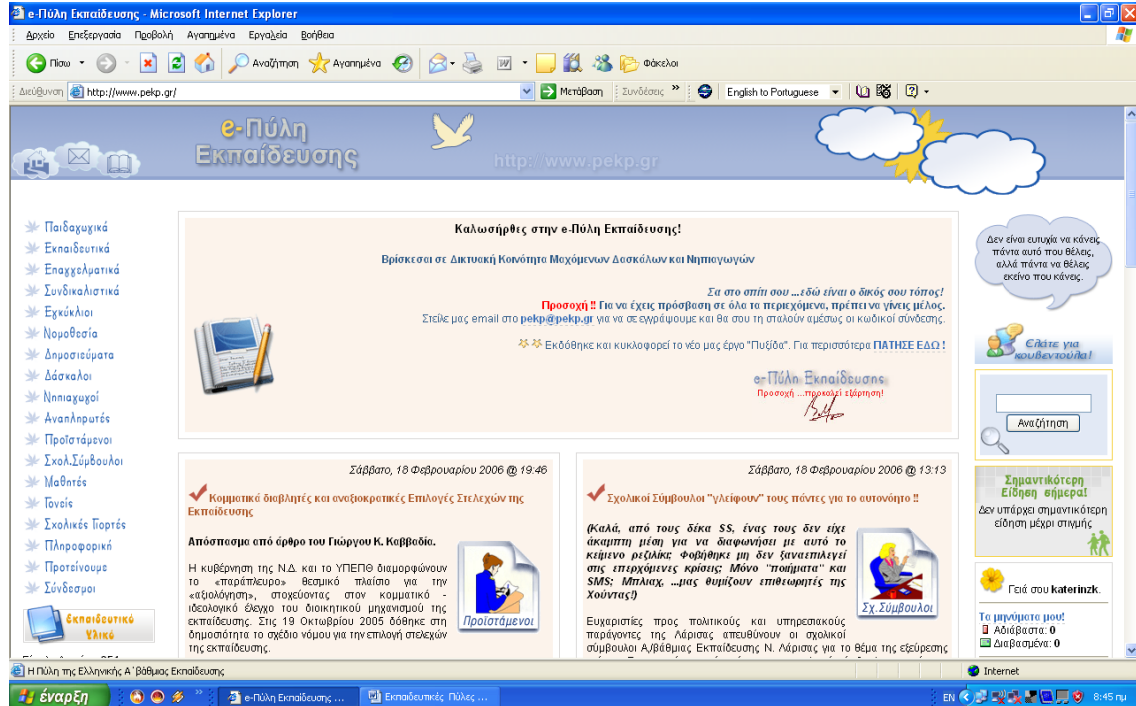 e-Πύλη Εκπαίδευσης - Microsoft Internet Explorer
Αρχείο Επεξεργασία Προβολή Αγαπημένα Εργαλεία Βοήθεια
Πίσω Αναζήτηση Αγαπημένα Φάκελοι
Διεύθυνση http://www.pekp.gr/ Μετάβαση Συνδέσεις » English to Portuguese
e-Πύλη
Εκπαίδευσης
http://www.pekp.gr
Παιδαγωγικά
Εκπαιδευτικά
Επαγγελματικά
Συνδικαλιστικά
Εγκύκλιοι
Νομοθεσία
Δημοσιεύματα
Δάσκαλοι
Νηπιαγωγοί
Αναπληρωτές
Προϊστάμενοι
Σχολ.Σύμβουλοι
Μαθητές
Γονείς
Σχολικές Γιορτές
Πληροφορική
Προτείνουμε
Σύνδεσμοι
Εκπαιδευτικό
Υλικό
Καλωσήρθες στην e-Πύλη Εκπαίδευσης!
Βρίσκεσαι σε Δικτυακή Κοινότητα Μαχόμενων Δασκάλων και Νηπιαγωγών
Σα στο σπίτι σου ...εδώ είναι ο δικός σου τόπος!
Προσοχή !! Για να έχεις πρόσβαση σε όλα τα περιεχόμενα, πρέπει να γίνεις μέλος.
Στείλε μας email στο pekp@pekp.gr για να σε εγγράψουμε και θα σου τη σταλούν αμέσως οι κωδικοί σύνδεσης.
Εκδόθηκε και κυκλοφορεί το νέο μας έργο "Πυξίδα". Για περισσότερα ΠΑΤΗΣΕ ΕΔΩ !
e-Πύλη Εκπαίδευσης
Προσοχή ...προκαλεί εξάρτηση!
Σάββατο, 18 Φεβρουαρίου 2006 @ 19:46
Κομματικά διαβλητές και αναξιοκρατικές Επιλογές Στελεχών της
Εκπαίδευσης
Απόσπασμα από άρθρο του Γιώργου Κ. Καββαδία.
Η κυβέρνηση της Ν.Δ. και το ΥΠΕΠΘ διαμορφώνουν
το «παράπλευρο» θεσμικό πλαίσιο για την
«αξιολόγηση», στοχεύοντας στον κομματικό -
ιδεολογικό έλεγχο του διοικητικού μηχανισμού της
εκπαίδευσης. Στις 19 Οκτωβρίου 2005 δόθηκε στη
δημοσιότητα το σχέδιο νόμου για την επιλογή στελεχών
της εκπαίδευσης.
Προϊστάμενοι
Σάββατο, 18 Φεβρουαρίου 2006 @ 13:13
Σχολικοί Σύμβουλοι "γλείφουν" τους πάντες για το αυτονόητο !!
(Καλά, από τους δέκα SS, ένας τους δεν είχε
άκαμπτη μέση για να διαφωνήσει με αυτό το
κείμενο ρεζιλίκι; Φοβήθηκε μη δεν ξαναεπιλεγεί
στις επερχόμενες κρίσεις; Μόνο "ποιήματα" και
SMS; Μπλιαχ, ...μας θυμίζουν επιθεωρητές της
Χούντας!)
Ευχαριστίες προς πολιτικούς και υπηρεσιακούς
παράγοντες της Λάρισας απευθύνουν οι σχολικοί
σύμβουλοι Α/βάθμιας Εκπαίδευσης Ν. Λάρισας για το θέμα της εξεύρεσης
Σχ.Σύμβουλοι
Δεν είναι ευτυχία να κάνεις
πάντα αυτό που θέλεις,
αλλά πάντα να θέλεις
εκείνο που κάνεις.
Ελάτε για
κουβεντούλα!
Αναζήτηση
Σημαντικότερη
Είδηση σήμερα!
Δεν υπάρχει σημαντικότερη
είδηση μέχρι στιγμής
Γειά σου katerinzk.
Τα μηνύματα μου!
Αδιάβαστα: 0
Διαβασμένα: 0
Η Πύλη της Ελληνικής Α΄βάθμιας Εκπαίδευσης
Internet
έναρξη » e-Πύλη Εκπαίδευσης ... Εκπαιδευτικές Πύλες ... EN 8:45 πμ